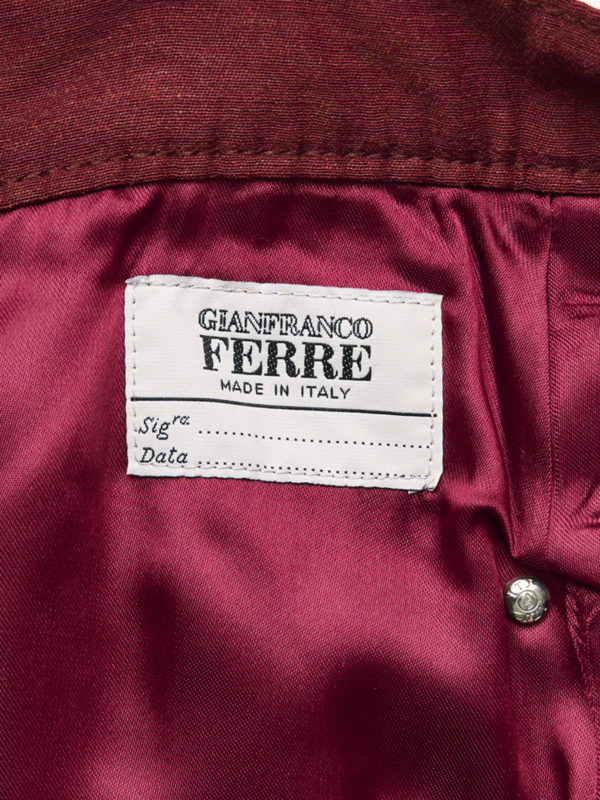 GIANFRANCO
FERRE
MADE IN ITALY
Sig^ra ........................
Data ........................